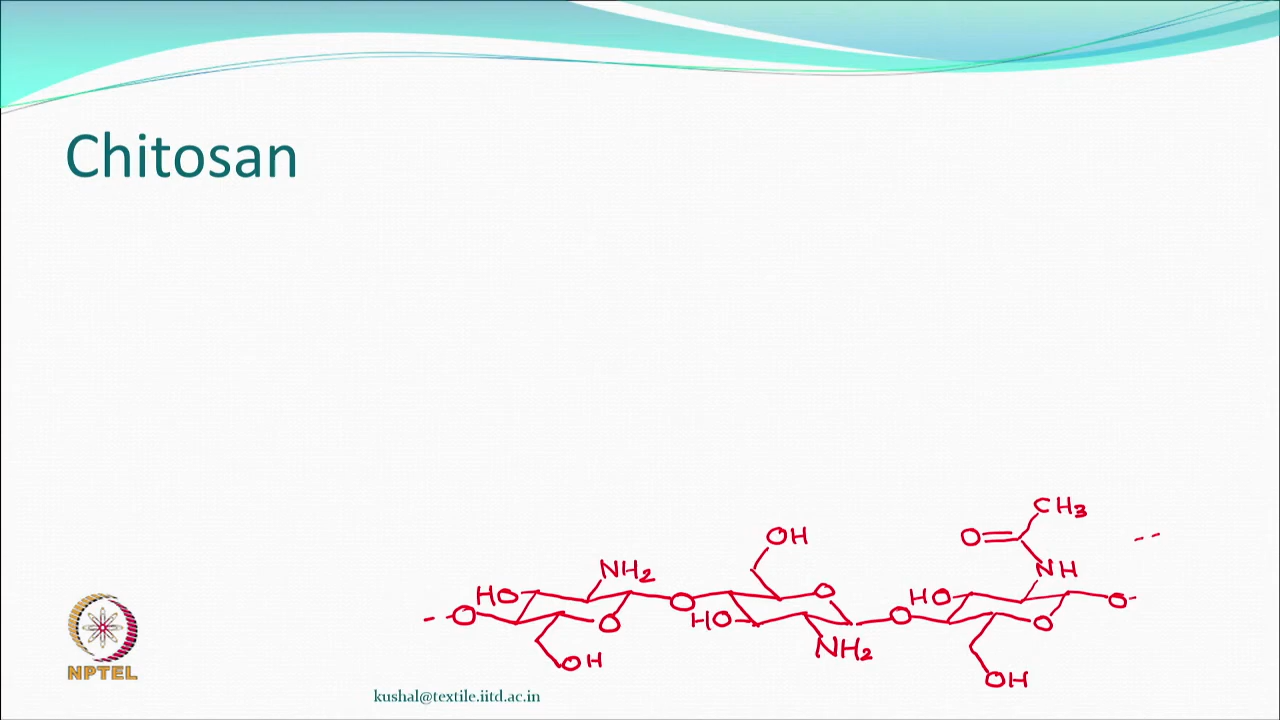 Chitosan
CH3
O
OH
NH
NH2
HO
O
HO
O
O
O
HO
O
O
O
NH2
OH
OH
NPTEL
kushal@textile.iitd.ac.in